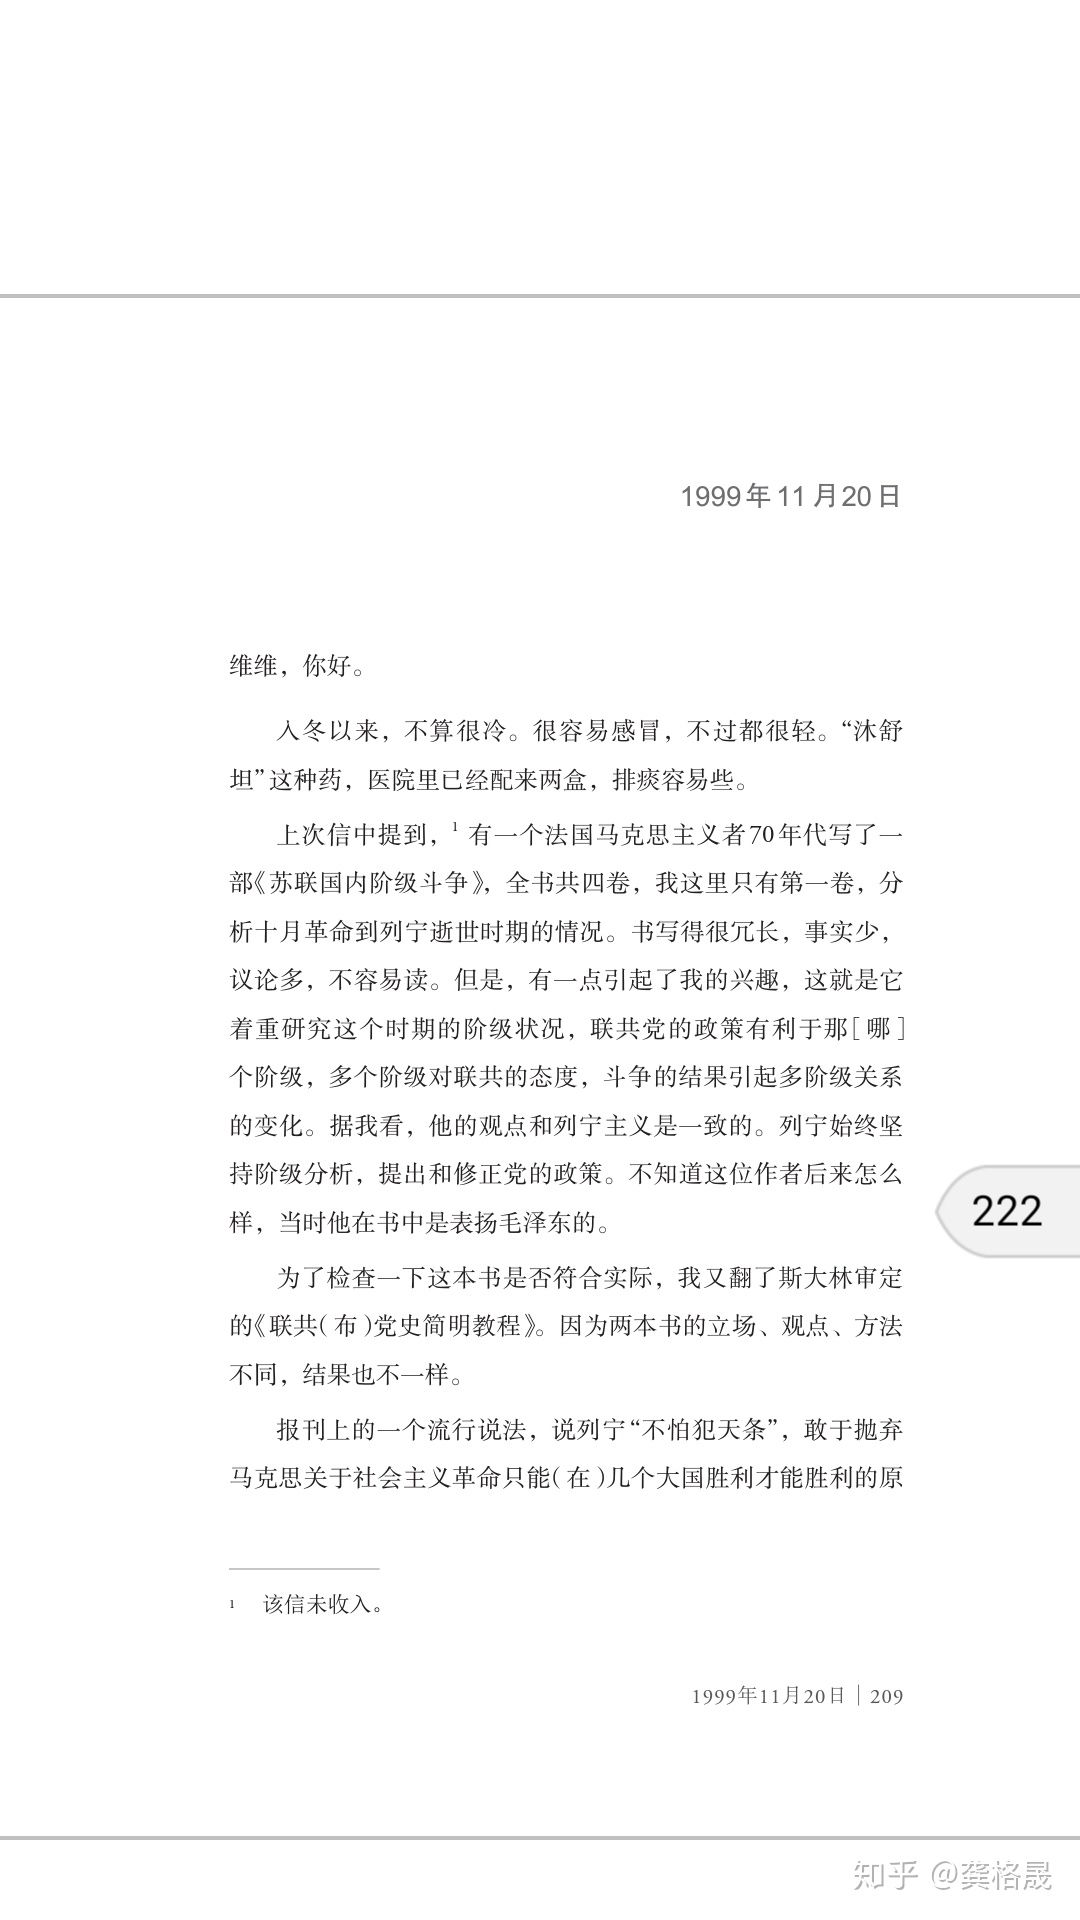 1999年11月20日
维维，你好。
入冬以来，不算很冷。很容易感冒，不过都很轻。“沐舒
坦”这种药，医院里已经配来两盒，排痰容易些。
上次信中提到，1 有一个法国马克思主义者70年代写了一
部《苏联国内阶级斗争》，全书共四卷，我这里只有第一卷，分
析十月革命到列宁逝世时期的情况。书写得很冗长，事实少，
议论多，不容易读。但是，有一点引起了我的兴趣，这就是它
着重研究这个时期的阶级状况，联共党的政策有利于那［哪］
个阶级，多个阶级对联共的态度，斗争的结果引起多阶级关系
的变化。据我看，他的观点和列宁主义是一致的。列宁始终坚
持阶级分析，提出和修正党的政策。不知道这位作者后来怎么
样，当时他在书中是表扬毛泽东的。
222
为了检查一下这本书是否符合实际，我又翻了斯大林审定
的《联共（布）党史简明教程》。因为两本书的立场、观点、方法
不同，结果也不一样。
报刊上的一个流行说法，说列宁“不怕犯天条”，敢于抛弃
马克思关于社会主义革命只能（在）几个大国胜利才能胜利的原
1 该信未收入。
1999年11月20日｜209
知乎 @龚格晟